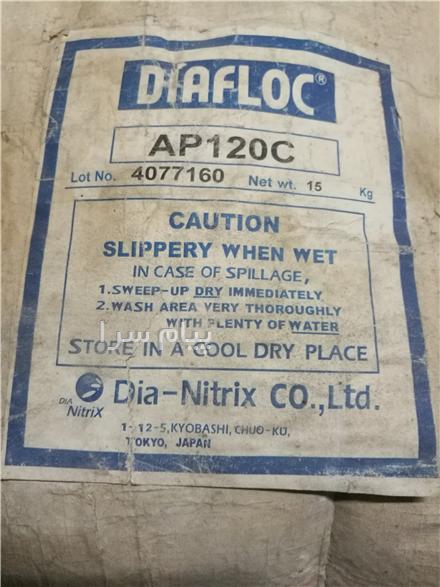 DIAFLOC®
AP120C
Lot No. 4077160 Net wt. 15 Kg
CAUTION
SLIPPERY WHEN WET
IN CASE OF SPILLAGE,
1.SWEEP-UP DRY IMMEDIATELY
2.WASH AREA VERY THOROUGHLY
WITH PLENTY OF WATER
پیام سرا
STORE IN A COOL DRY PLACE
DIA
NitriX
Dia-Nitrix CO.,Ltd.
1-12-5,KYOBASHI,CHUO-KU,
TOKYO, JAPAN